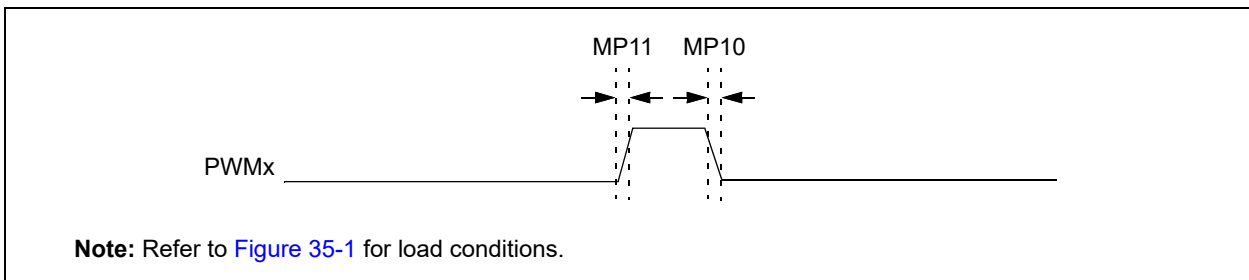 MP11 MP10
PWMx
Note: Refer to Figure 35-1 for load conditions.